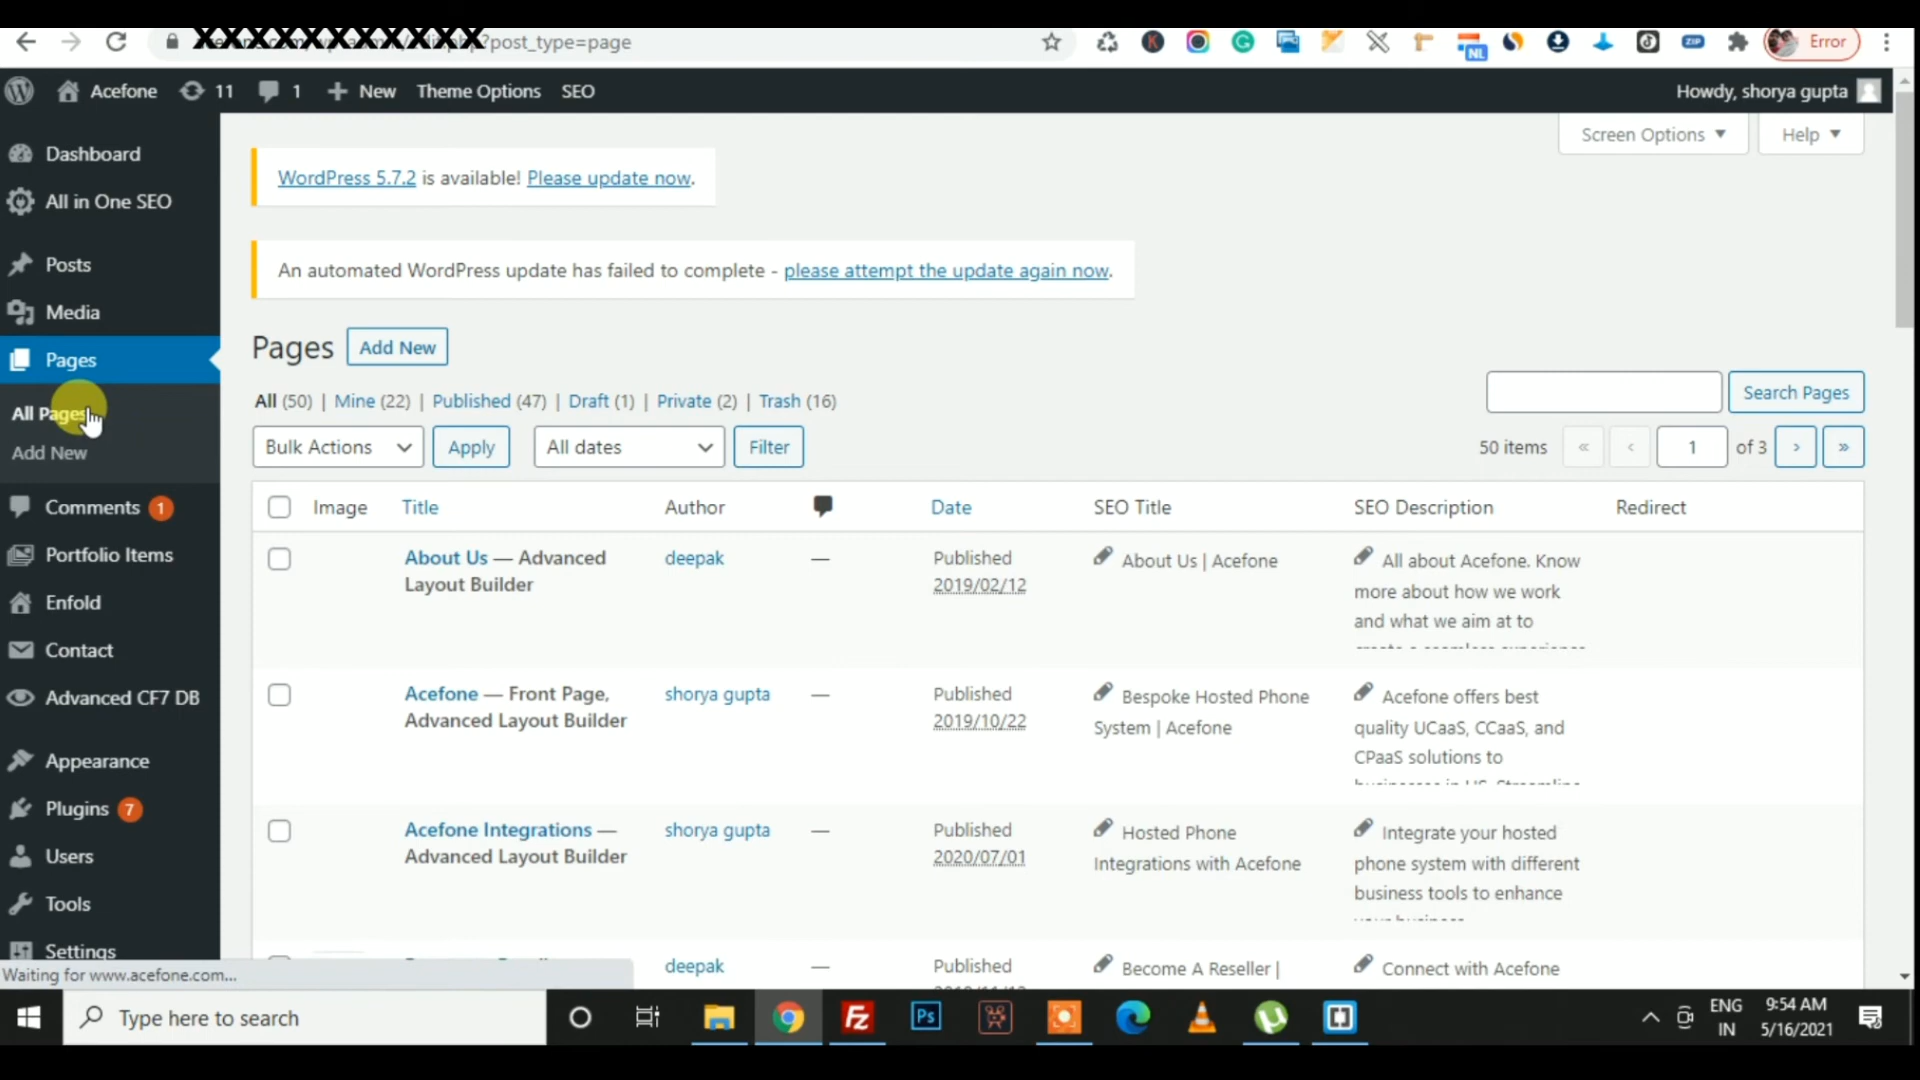 XXXXXXXXXXXX?post_type=page
Error
NL
ZIP
Acefone 11 1 New Theme Options SEO
Howdy, shorya gupta
Screen Options
Help
Dashboard
All in One SEO
Posts
Media
Pages
All Pages
Add New
Comments 1
Portfolio Items
Enfold
Contact
Advanced CF7 DB
Appearance
Plugins 7
Users
Tools
Settings
WordPress 5.7.2 is available! Please update now.
An automated WordPress update has failed to complete - please attempt the update again now.
Pages Add New
All (50) | Mine (22) | Published (47) | Draft (1) | Private (2) | Trash (16)
Search Pages
Bulk Actions Apply All dates Filter
50 items « ‹ 1 of 3 › »
Image Title Author Date SEO Title SEO Description Redirect
About Us — Advanced
Layout Builder
deepak
—
Published
2019/02/12
About Us | Acefone
All about Acefone. Know
more about how we work
and what we aim at to
Acefone — Front Page,
Advanced Layout Builder
shorya gupta
—
Published
2019/10/22
Bespoke Hosted Phone
System | Acefone
Acefone offers best
quality UCaaS, CCaaS, and
CPaaS solutions to
Acefone Integrations —
Advanced Layout Builder
shorya gupta
—
Published
2020/07/01
Hosted Phone
Integrations with Acefone
Integrate your hosted
phone system with different
business tools to enhance
deepak
—
Published
Become A Reseller |
Connect with Acefone
Waiting for www.acefone.com...
Type here to search
Fz
Ps
ENG
IN
9:54 AM
5/16/2021